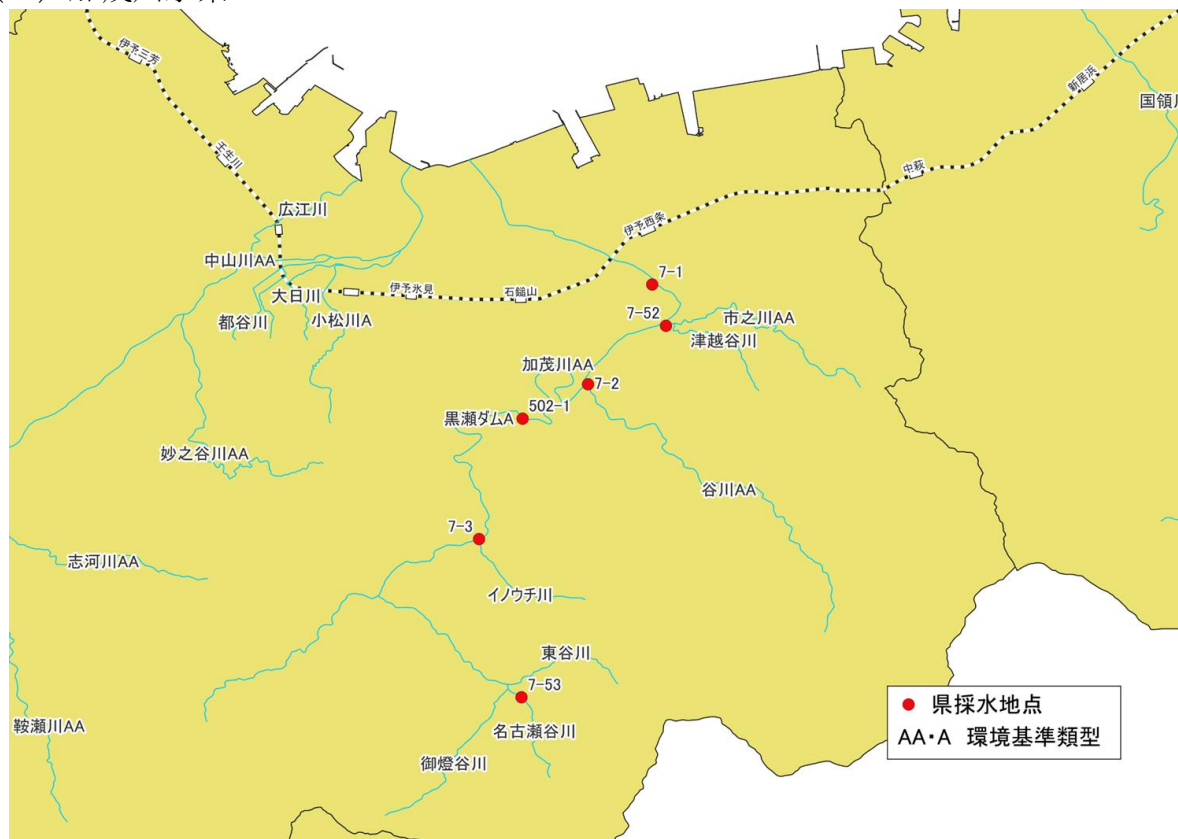 伊予三芳
新居浜
国領川
壬生川
中萩
広江川
伊予西条
中山川AA
7-1
大日川
伊予氷見
石鎚山
都谷川
小松川A
7-52
市之川AA
津越谷川
加茂川AA
7-2
502-1
黒瀬ダムA
妙之谷川AA
谷川AA
7-3
志河川AA
イノウチ川
東谷川
7-53
鞍瀬川AA
名古瀬谷川
御燈谷川
県採水地点
AA・A 環境基準類型